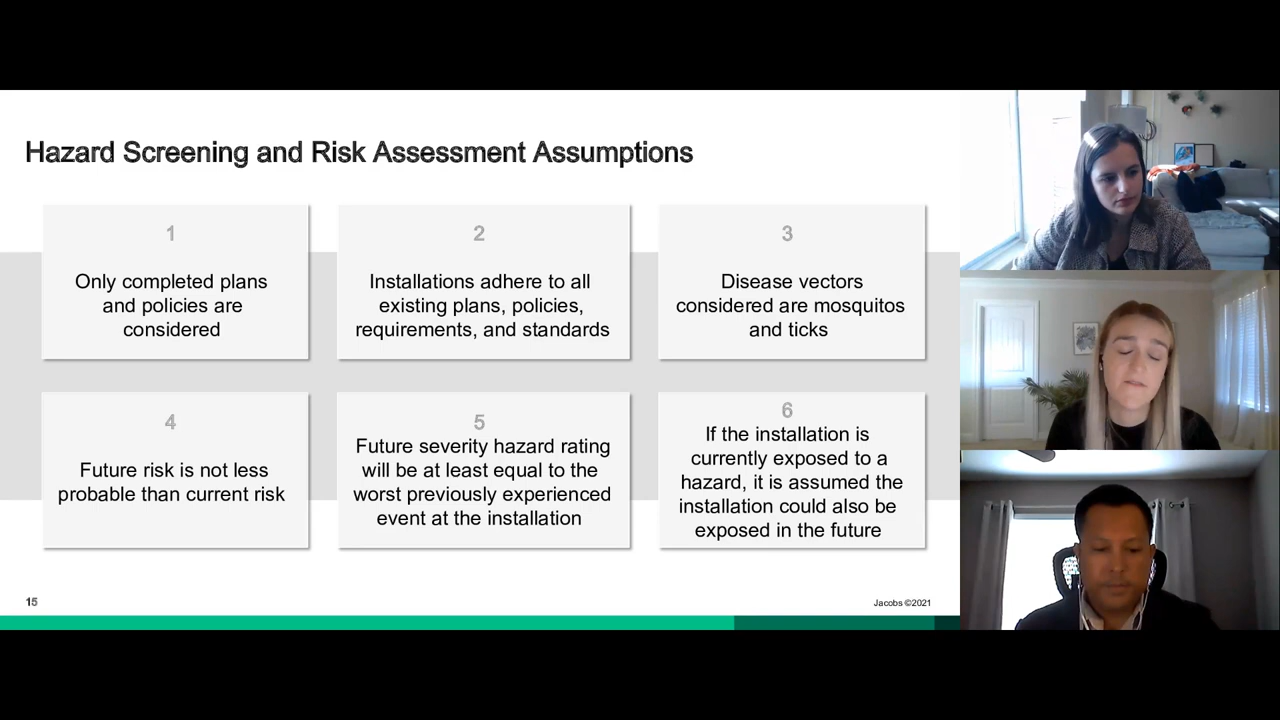 Hazard Screening and Risk Assessment Assumptions
1
Only completed plans
and policies are
considered
2
Installations adhere to all
existing plans, policies,
requirements, and standards
3
Disease vectors
considered are mosquitos
and ticks
4
Future risk is not less
probable than current risk
5
Future severity hazard rating
will be at least equal to the
worst previously experienced
event at the installation
6
If the installation is
currently exposed to a
hazard, it is assumed the
installation could also be
exposed in the future
15
Jacobs ©2021